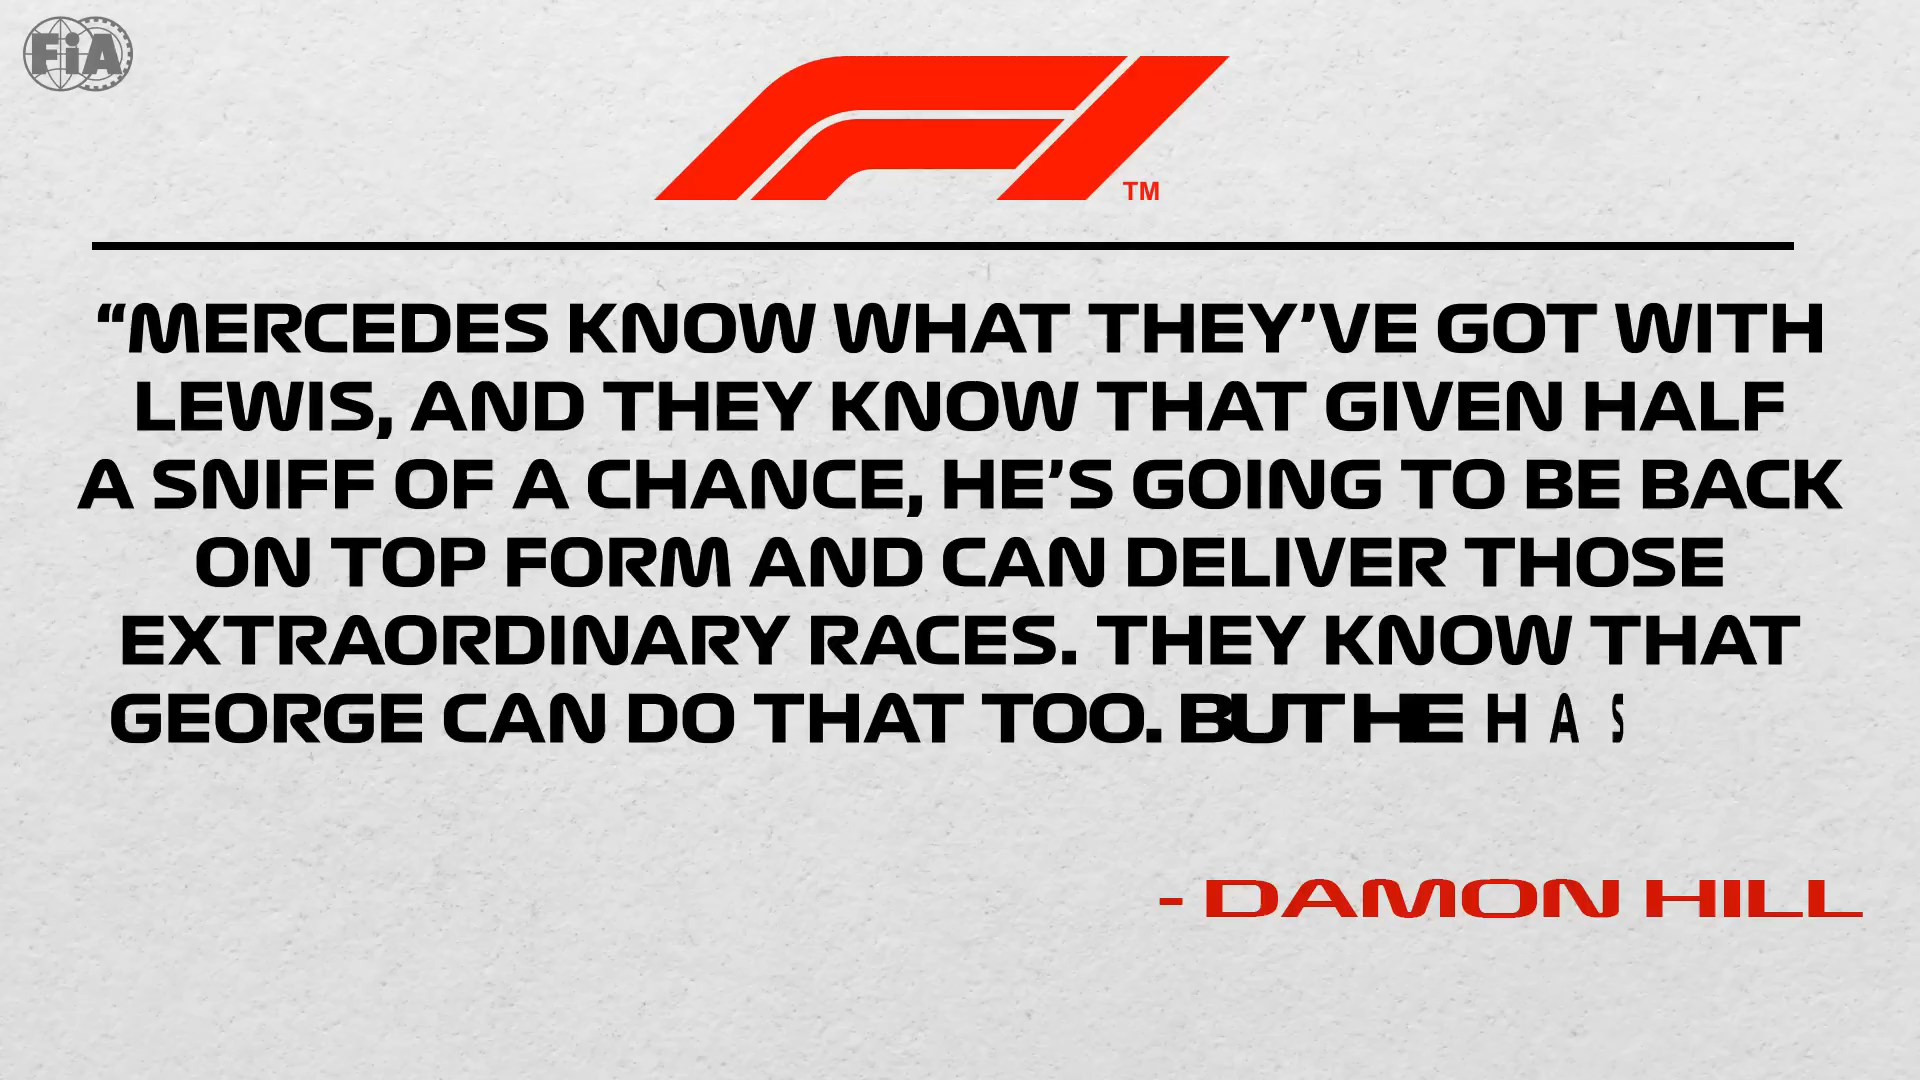 FiA
F1
TM
“MERCEDES KNOW WHAT THEY’VE GOT WITH
LEWIS, AND THEY KNOW THAT GIVEN HALF
A SNIFF OF A CHANCE, HE’S GOING TO BE BACK
ON TOP FORM AND CAN DELIVER THOSE
EXTRAORDINARY RACES. THEY KNOW THAT
GEORGE CAN DO THAT TOO. BUT HE HAS
- DAMON HILL